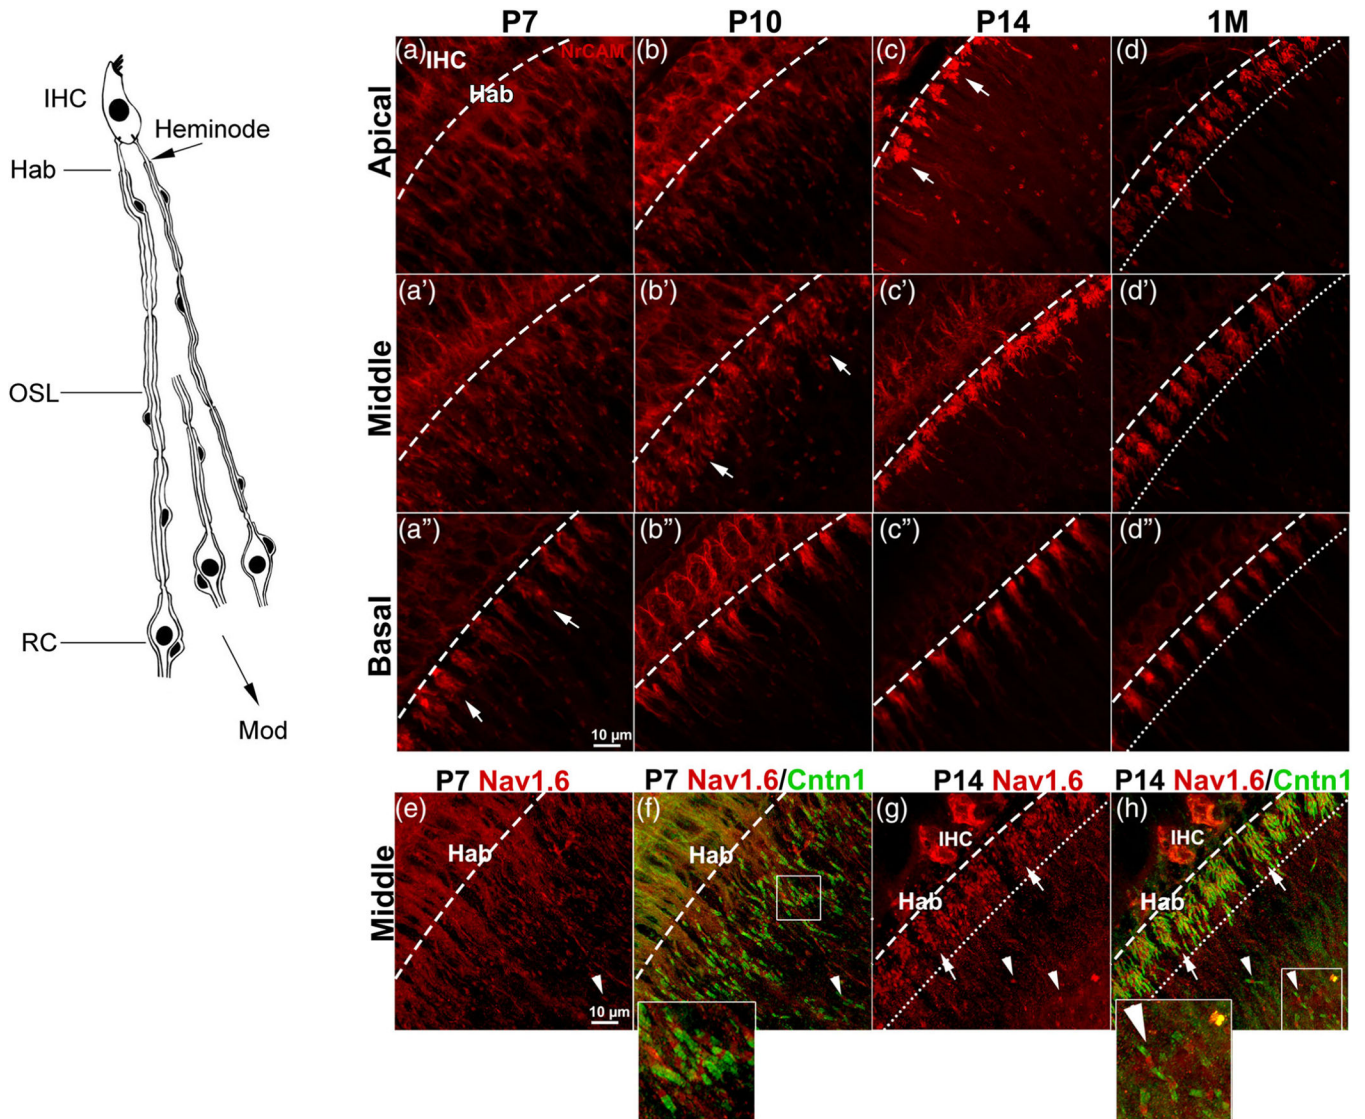 P7 P10 P14 1M
IHC
Heminode
Hab
OSL
RC
Mod
Apical
(a) IHC NrCAM
Hab
(b)
(c)
(d)
Middle
(a’)
(b’)
(c’)
(d’)
Basal
(a”)
10 µm
(b”)
(c”)
(d”)
P7 Nav1.6
P7 Nav1.6/Cntn1
P14 Nav1.6
P14 Nav1.6/Cntn1
Middle
(e)
Hab
10 µm
(f)
Hab
(g)
IHC
Hab
(h)
IHC
Hab